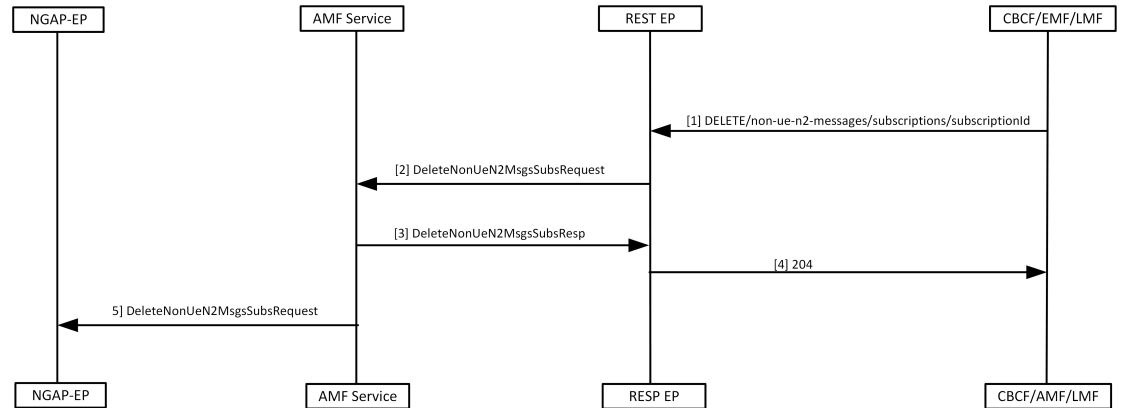 NGAP-EP
AMF Service
REST EP
CBCF/EMF/LMF
[1] DELETE/non-ue-n2-messages/subscriptions/subscriptionId
[2] DeleteNonUeN2MsgsSubsRequest
[3] DeleteNonUeN2MsgsSubsResp
[4] 204
5] DeleteNonUeN2MsgsSubsRequest
NGAP-EP
AMF Service
RESP EP
CBCF/AMF/LMF